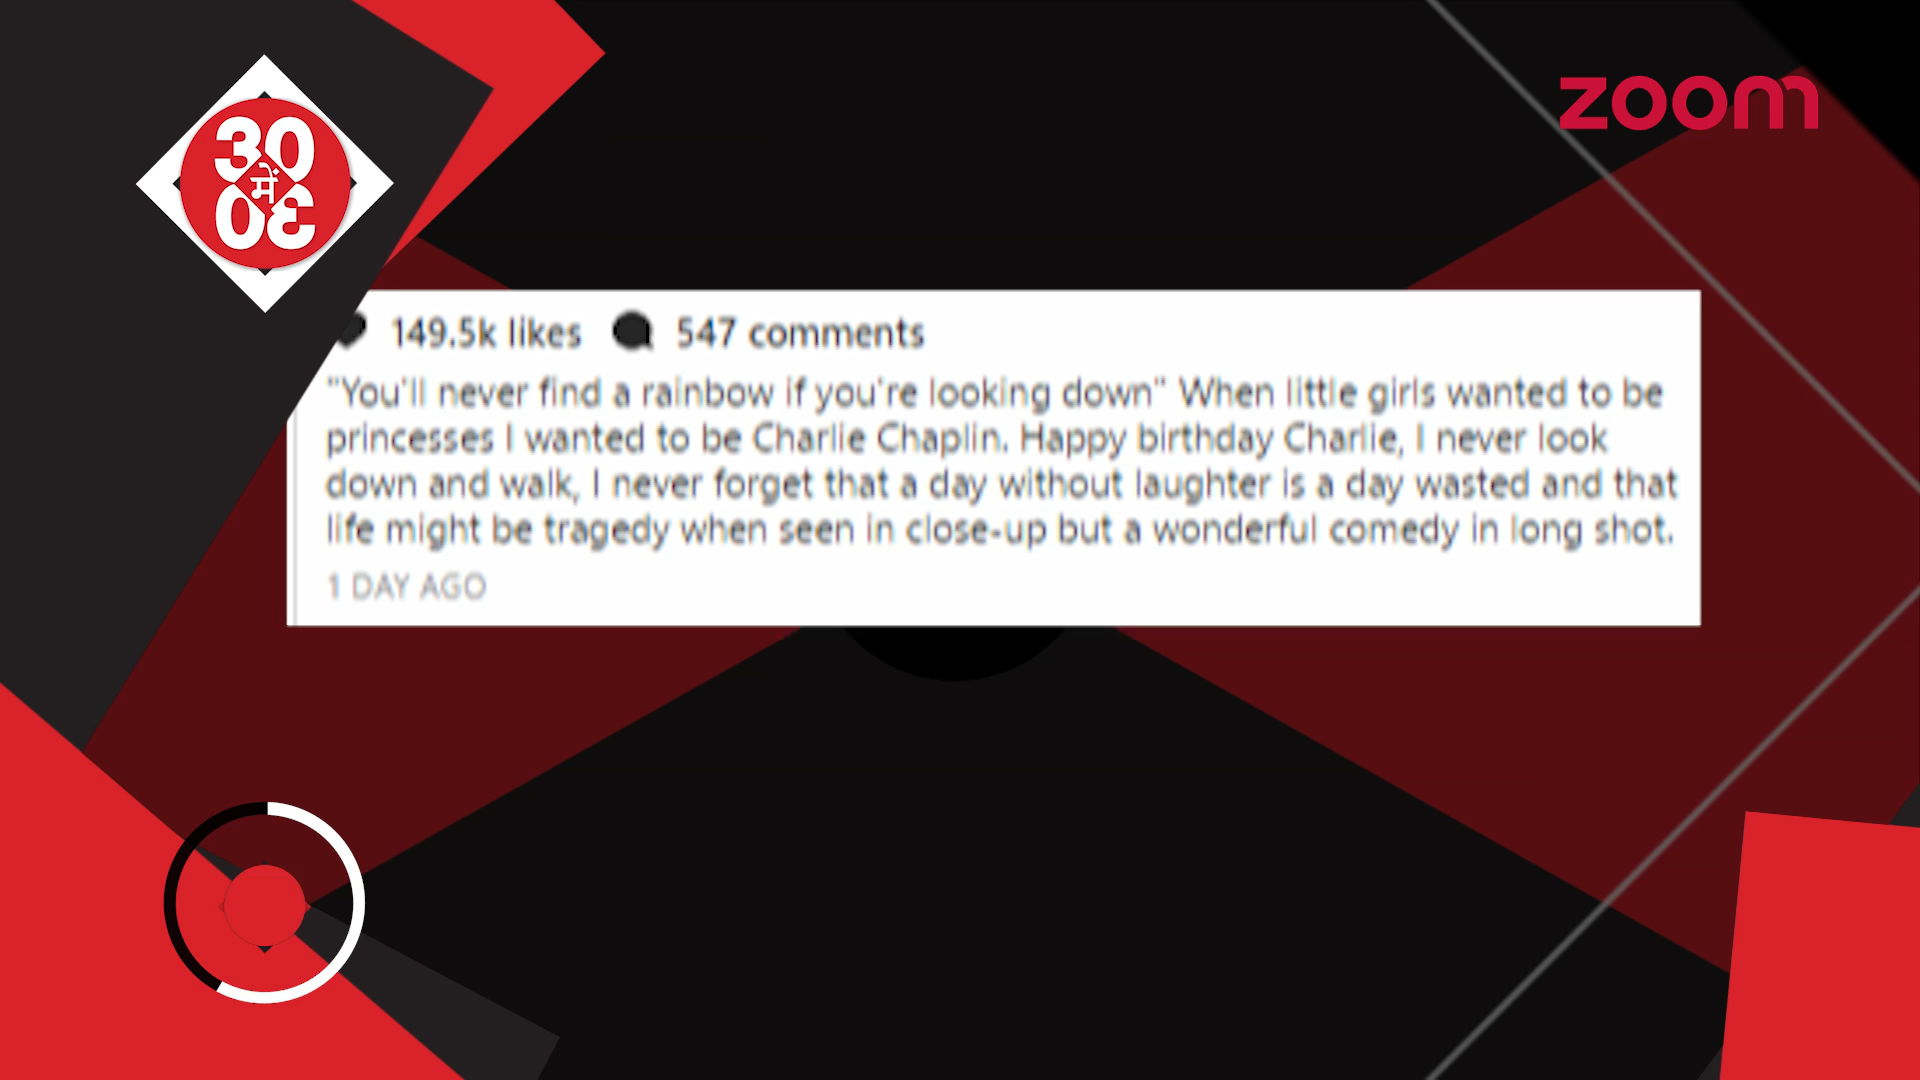 30
में
30
zoom
149.5k likes 547 comments
"You'll never find a rainbow if you're looking down" When little girls wanted to be
princesses I wanted to be Charlie Chaplin. Happy birthday Charlie, I never look
down and walk, I never forget that a day without laughter is a day wasted and that
life might be tragedy when seen in close-up but a wonderful comedy in long shot.
1 DAY AGO